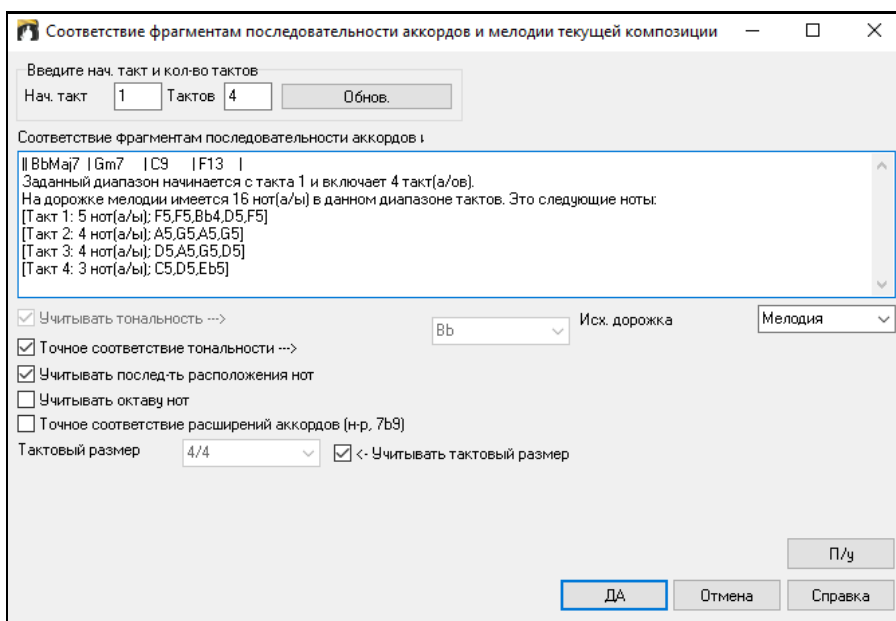 Соответствие фрагментам последовательности аккордов и мелодии текущей композиции
Введите нач. такт и кол-во тактов
Нач. такт 1 Тактов 4 Обнов.
Соответствие фрагментам последовательности аккордов и
|| BbMaj7 | Gm7 | C9 | F13 |
Заданный диапазон начинается с такта 1 и включает 4 такт(а/ов).
На дорожке мелодии имеется 16 нот(а/ы) в данном диапазоне тактов. Это следующие ноты:
[Такт 1: 5 нот(а/ы); F5,F5,Bb4,D5,F5]
[Такт 2: 4 нот(а/ы); A5,G5,A5,G5]
[Такт 3: 4 нот(а/ы); D5,A5,G5,D5]
[Такт 4: 3 нот(а/ы); C5,D5,Eb5]
Учитывать тональность --->
Bb
Исх. дорожка Мелодия
Точное соответствие тональности --->
Учитывать послед-ть расположения нот
Учитывать октаву нот
Точное соответствие расширений аккордов (н-р, 7b9)
Тактовый размер 4/4 <- Учитывать тактовый размер
П/у
ДА Отмена Справка